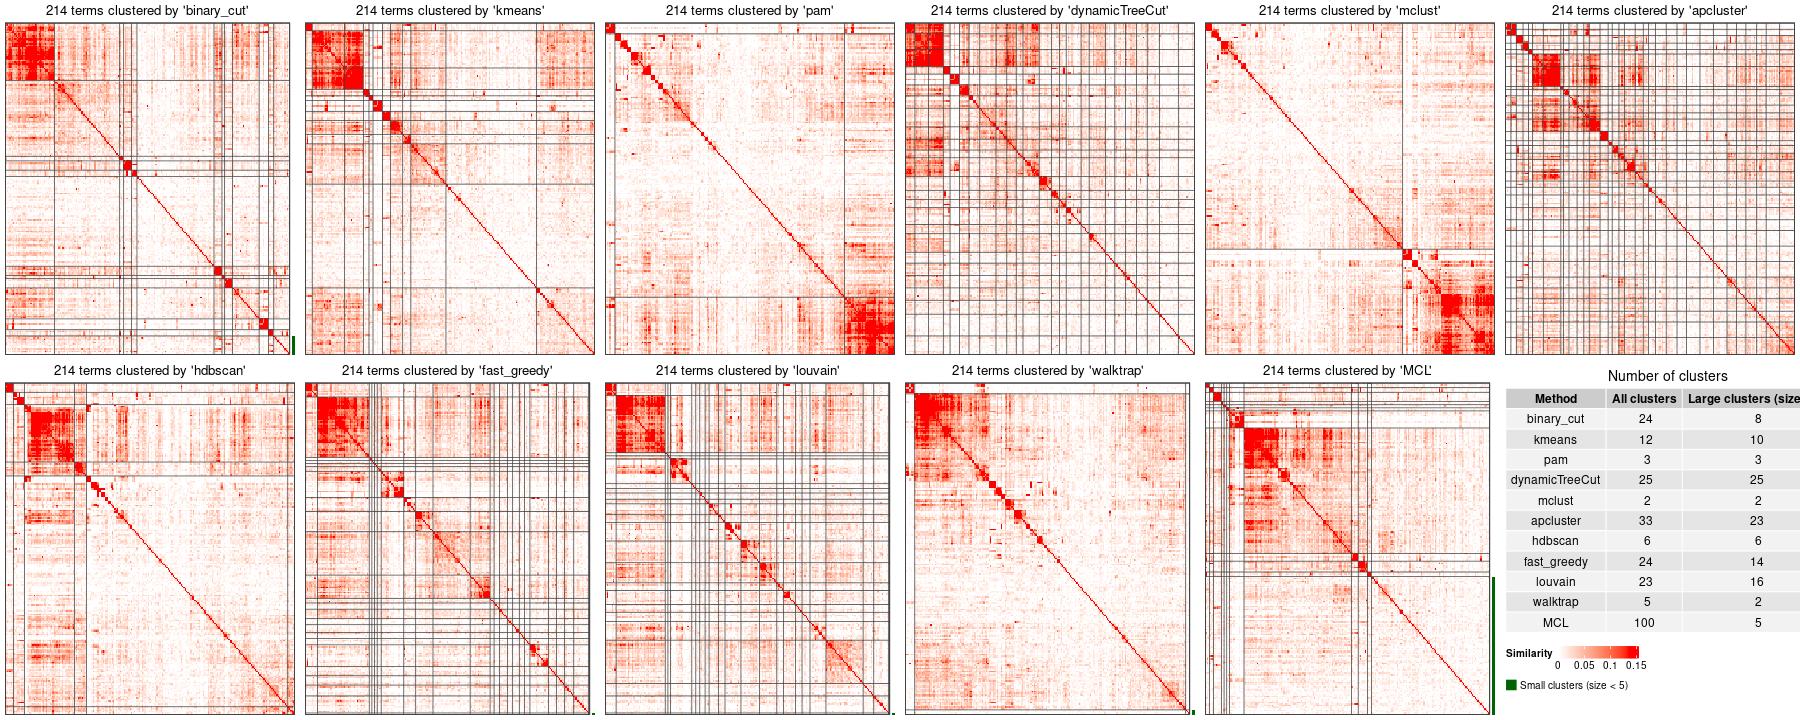 214 terms clustered by 'binary_cut'
214 terms clustered by 'kmeans'
214 terms clustered by 'pam'
214 terms clustered by 'dynamicTreeCut'
214 terms clustered by 'mclust'
214 terms clustered by 'apcluster'
214 terms clustered by 'hdbscan'
214 terms clustered by 'fast_greedy'
214 terms clustered by 'louvain'
214 terms clustered by 'walktrap'
214 terms clustered by 'MCL'
Number of clusters
Method All clusters Large clusters (size
binary_cut 24 8
kmeans 12 10
pam 3 3
dynamicTreeCut 25 25
mclust 2 2
apcluster 33 23
hdbscan 6 6
fast_greedy 24 14
louvain 23 16
walktrap 5 2
MCL 100 5
Similarity
0 0.05 0.1 0.15
Small clusters (size < 5)